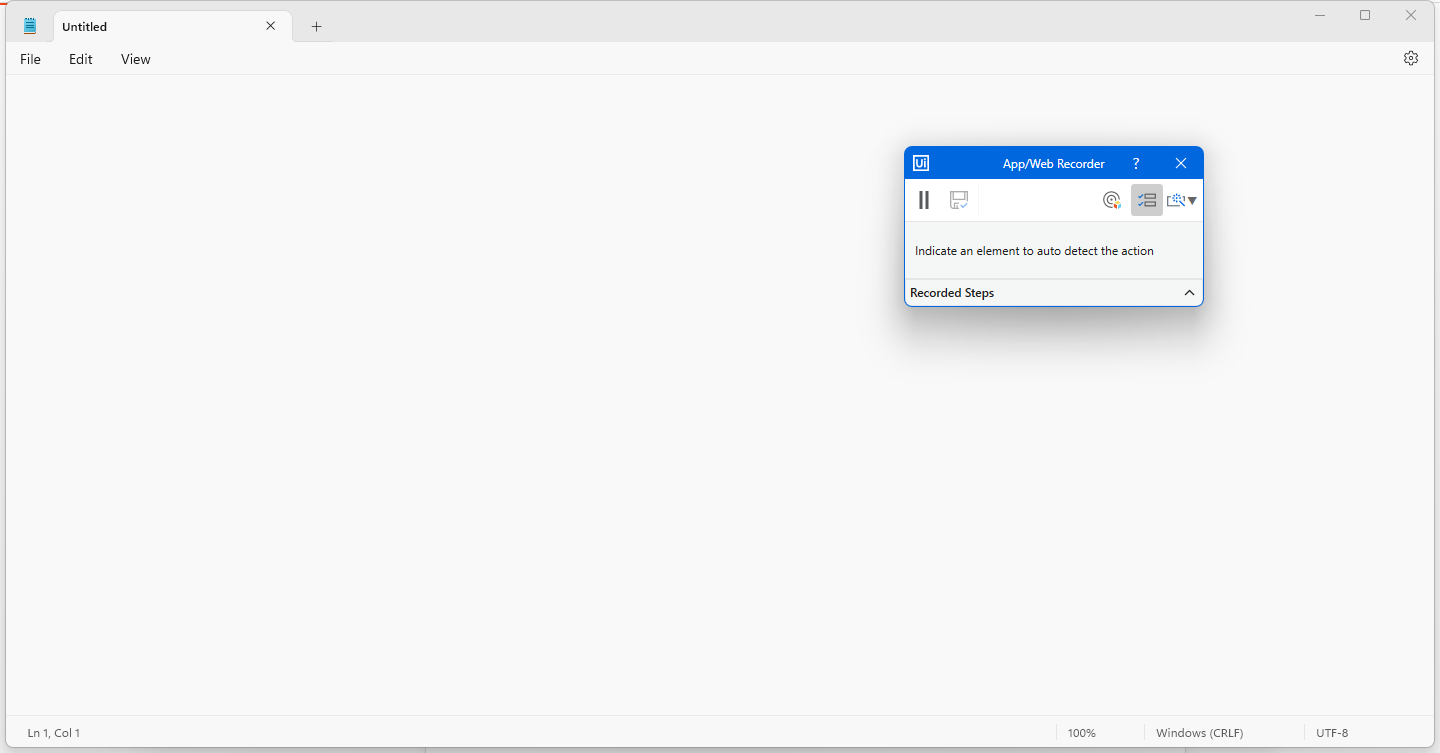 Untitled
File Edit View
Ui App/Web Recorder ?
Indicate an element to auto detect the action
Recorded Steps
Ln 1, Col 1 100% Windows (CRLF) UTF-8